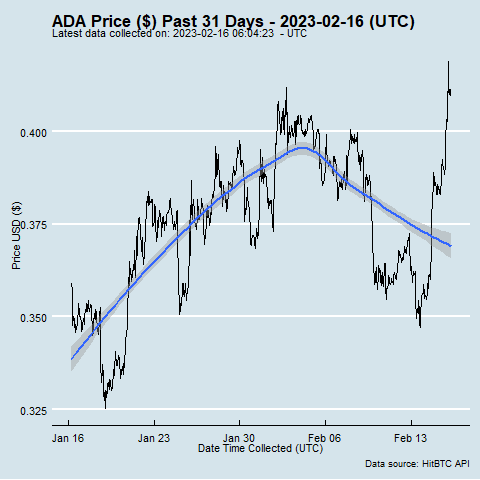 ADA Price ($) Past 31 Days - 2023-02-16 (UTC)
Latest data collected on: 2023-02-16 06:04:23  - UTC
Price USD ($)
0.400
0.375
0.350
0.325
Jan 16
Jan 23
Jan 30
Feb 06
Feb 13
Date Time Collected (UTC)
Data source: HitBTC API